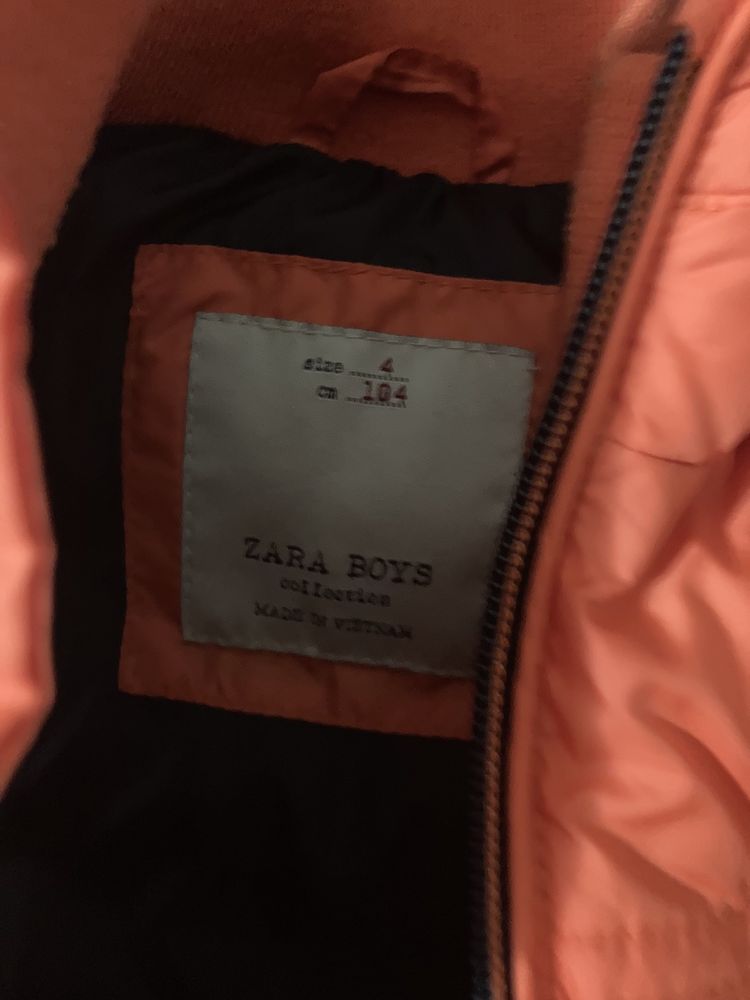 size 4
cm 104
ZARA BOYS
collection
MADE IN VIETNAM